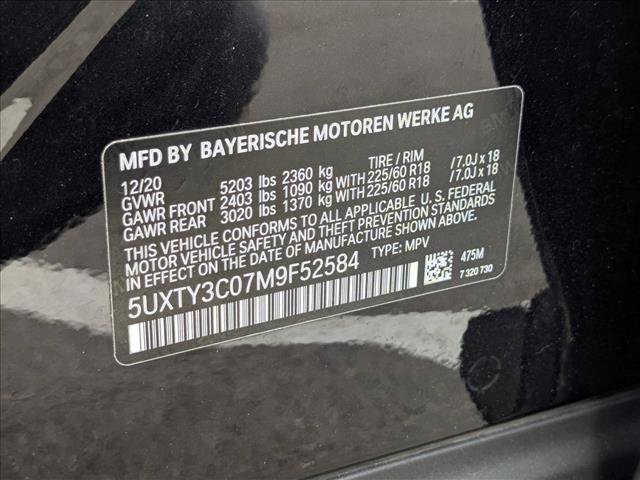 MFD BY BAYERISCHE MOTOREN WERKE AG
12/20 TIRE / RIM
GVWR 5203 lbs 2360 kg
GAWR FRONT 2403 lbs 1090 kg WITH 225/60 R18 /7.0J x 18
GAWR REAR 3020 lbs 1370 kg WITH 225/60 R18 /7.0J x 18
THIS VEHICLE CONFORMS TO ALL APPLICABLE U. S. FEDERAL
MOTOR VEHICLE SAFETY AND THEFT PREVENTION STANDARDS
IN EFFECT ON THE DATE OF MANUFACTURE SHOWN ABOVE.
5UXTY3C07M9F52584 TYPE: MPV
475M
7 320 730